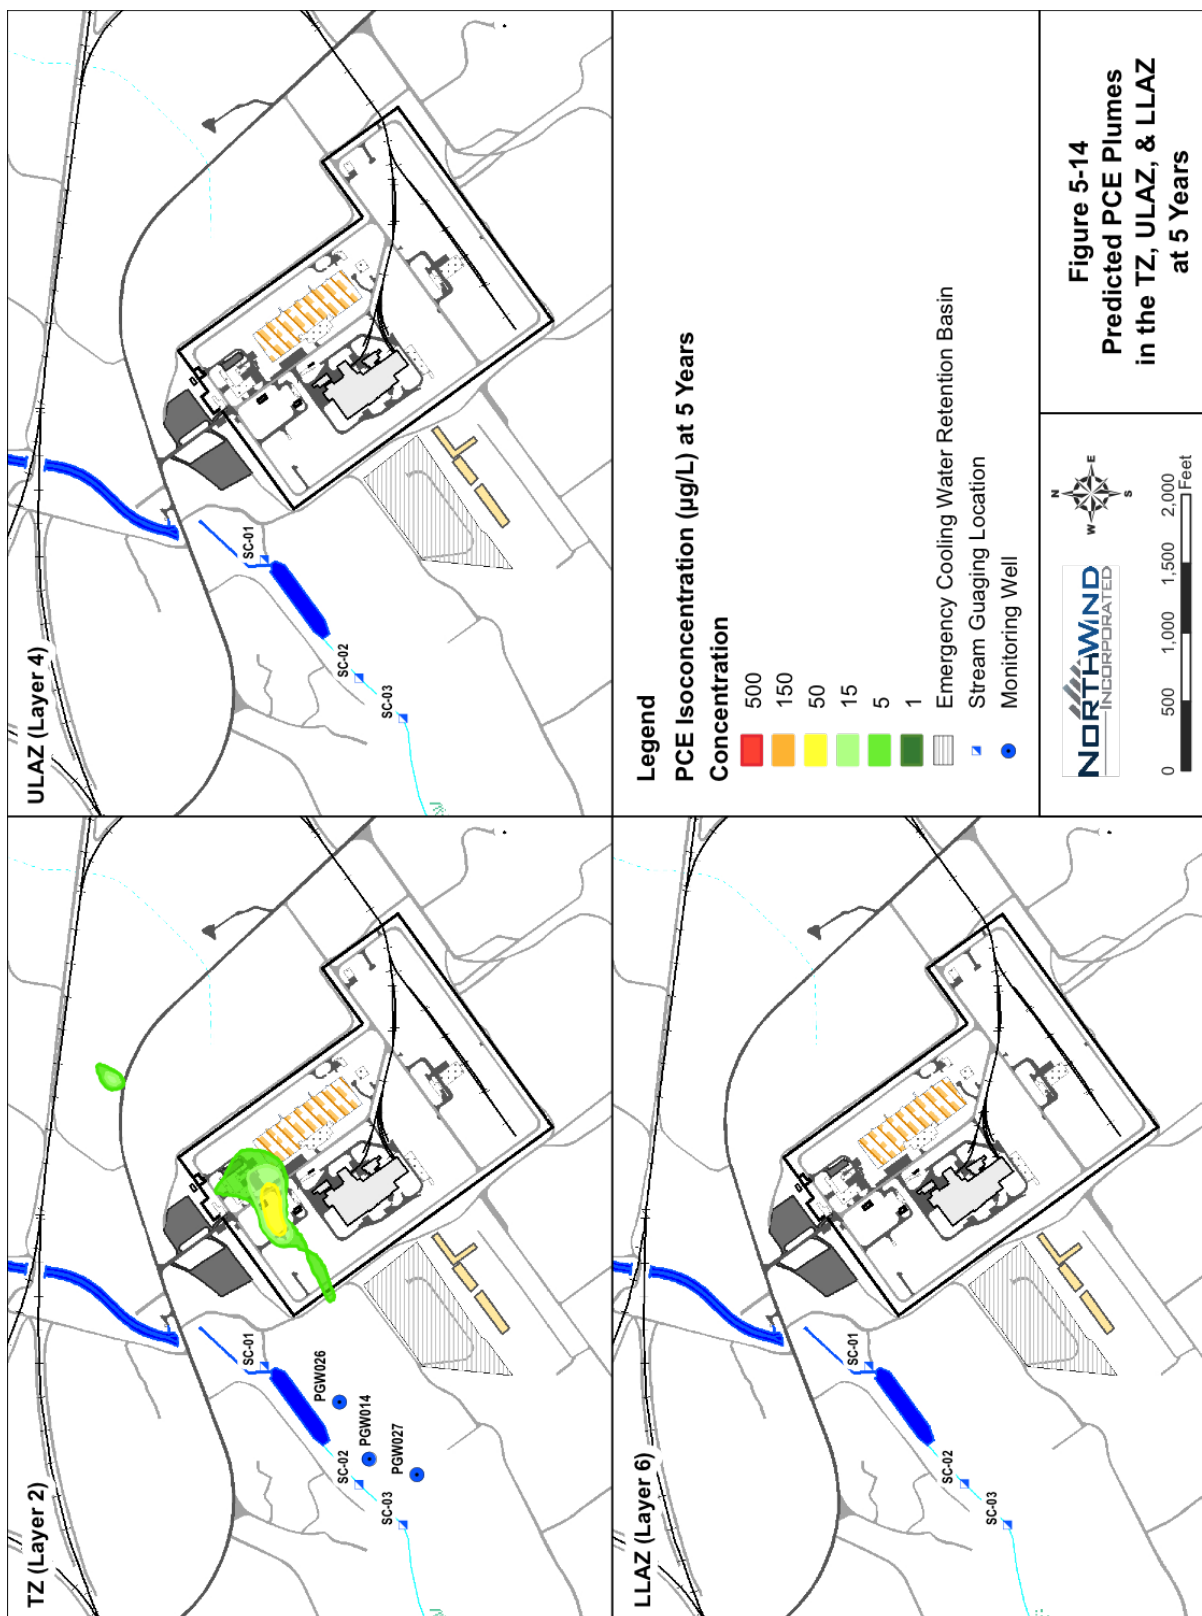 TZ (Layer 2)
SC-01
SC-02
SC-03
PGW026
PGW014
PGW027
ULAZ (Layer 4)
SC-01
SC-02
SC-03
LLAZ (Layer 6)
SC-01
SC-02
SC-03
Legend
PCE Isoconcentration (µg/L) at 5 Years
Concentration
500
150
50
15
5
1
Emergency Cooling Water Retention Basin
Stream Guaging Location
Monitoring Well
NORTHWIND
INCORPORATED
N
W E
S
0 500 1,000 1,500 2,000
Feet
Figure 5-14
Predicted PCE Plumes
in the TZ, ULAZ, & LLAZ
at 5 Years